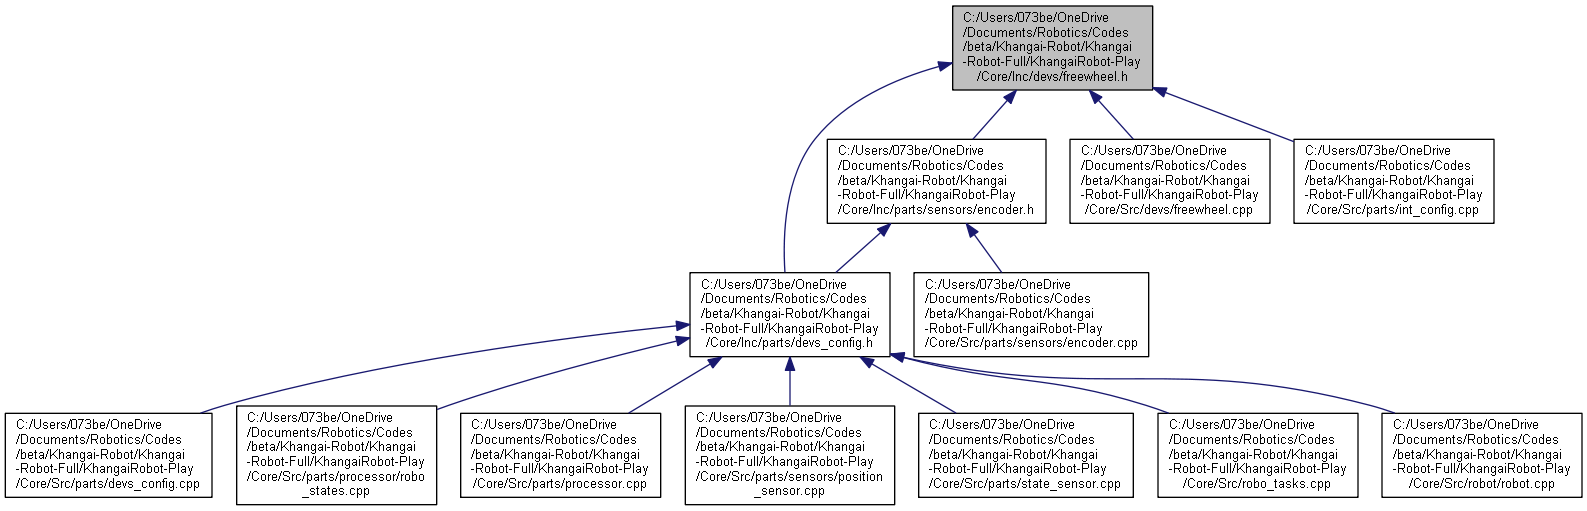 C:/Users/073be/OneDrive
/Documents/Robotics/Codes
/beta/Khangai-Robot/Khangai
-Robot-Full/KhangaiRobot-Play
/Core/Inc/devs/freewheel.h
C:/Users/073be/OneDrive
/Documents/Robotics/Codes
/beta/Khangai-Robot/Khangai
-Robot-Full/KhangaiRobot-Play
/Core/Inc/parts/sensors/encoder.h
C:/Users/073be/OneDrive
/Documents/Robotics/Codes
/beta/Khangai-Robot/Khangai
-Robot-Full/KhangaiRobot-Play
/Core/Src/devs/freewheel.cpp
C:/Users/073be/OneDrive
/Documents/Robotics/Codes
/beta/Khangai-Robot/Khangai
-Robot-Full/KhangaiRobot-Play
/Core/Src/parts/int_config.cpp
C:/Users/073be/OneDrive
/Documents/Robotics/Codes
/beta/Khangai-Robot/Khangai
-Robot-Full/KhangaiRobot-Play
/Core/Inc/parts/devs_config.h
C:/Users/073be/OneDrive
/Documents/Robotics/Codes
/beta/Khangai-Robot/Khangai
-Robot-Full/KhangaiRobot-Play
/Core/Src/parts/sensors/encoder.cpp
C:/Users/073be/OneDrive
/Documents/Robotics/Codes
/beta/Khangai-Robot/Khangai
-Robot-Full/KhangaiRobot-Play
/Core/Src/parts/devs_config.cpp
C:/Users/073be/OneDrive
/Documents/Robotics/Codes
/beta/Khangai-Robot/Khangai
-Robot-Full/KhangaiRobot-Play
/Core/Src/parts/processor/robo
_states.cpp
C:/Users/073be/OneDrive
/Documents/Robotics/Codes
/beta/Khangai-Robot/Khangai
-Robot-Full/KhangaiRobot-Play
/Core/Src/parts/processor.cpp
C:/Users/073be/OneDrive
/Documents/Robotics/Codes
/beta/Khangai-Robot/Khangai
-Robot-Full/KhangaiRobot-Play
/Core/Src/parts/sensors/position
_sensor.cpp
C:/Users/073be/OneDrive
/Documents/Robotics/Codes
/beta/Khangai-Robot/Khangai
-Robot-Full/KhangaiRobot-Play
/Core/Src/parts/state_sensor.cpp
C:/Users/073be/OneDrive
/Documents/Robotics/Codes
/beta/Khangai-Robot/Khangai
-Robot-Full/KhangaiRobot-Play
/Core/Src/robo_tasks.cpp
C:/Users/073be/OneDrive
/Documents/Robotics/Codes
/beta/Khangai-Robot/Khangai
-Robot-Full/KhangaiRobot-Play
/Core/Src/robot/robot.cpp